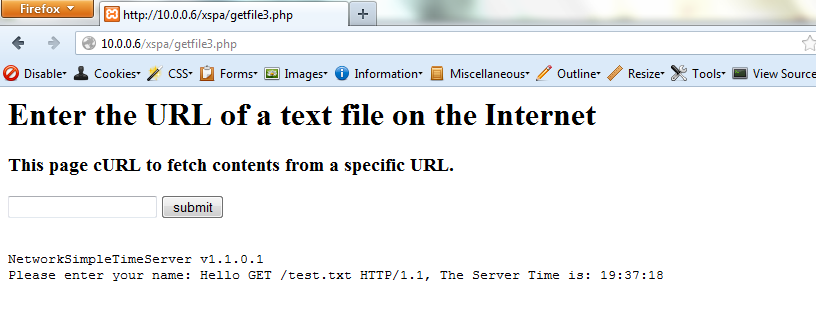 Firefox
http://10.0.0.6/xspa/getfile3.php
10.0.0.6/xspa/getfile3.php
Disable Cookies CSS Forms Images Information Miscellaneous Outline Resize Tools View Source
Enter the URL of a text file on the Internet
This page cURL to fetch contents from a specific URL.
submit
NetworkSimpleTimeServer v1.1.0.1
Please enter your name: Hello GET /test.txt HTTP/1.1, The Server Time is: 19:37:18